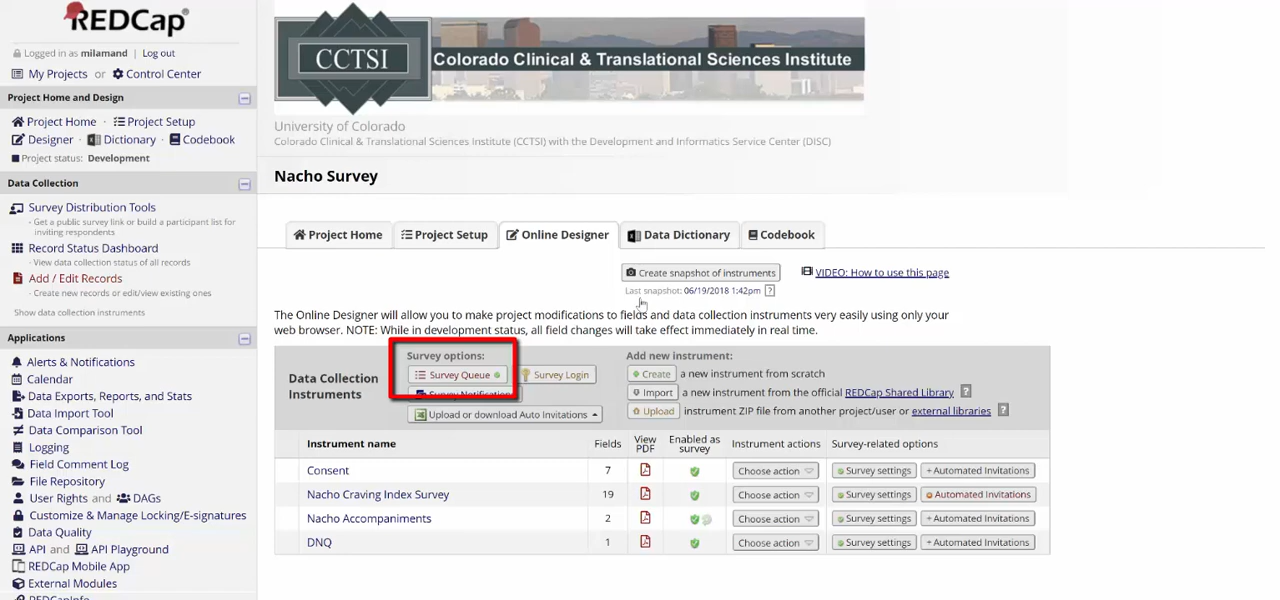 REDCap
Logged in as milamand | Log out
My Projects or Control Center
Project Home and Design
Project Home · Project Setup
Designer · Dictionary · Codebook
Project status: Development
Data Collection
Survey Distribution Tools
- Get a public survey link or build a participant list for
inviting respondents
Record Status Dashboard
- View data collection status of all records
Add / Edit Records
- Create new records or edit/view existing ones
Show data collection instruments
Applications
Alerts & Notifications
Calendar
Data Exports, Reports, and Stats
Data Import Tool
Data Comparison Tool
Logging
Field Comment Log
File Repository
User Rights and DAGs
Customize & Manage Locking/E-signatures
Data Quality
API and API Playground
REDCap Mobile App
External Modules
REDCapInfo
CCTSI
Colorado Clinical & Translational Sciences Institute
University of Colorado
Colorado Clinical & Translational Sciences Institute (CCTSI) with the Development and Informatics Service Center (DISC)
Nacho Survey
Project Home
Project Setup
Online Designer
Data Dictionary
Codebook
Create snapshot of instruments
VIDEO: How to use this page
Last snapshot: 06/19/2018 1:42pm ?
The Online Designer will allow you to make project modifications to fields and data collection instruments very easily using only your
web browser. NOTE: While in development status, all field changes will take effect immediately in real time.
Data Collection
Instruments
Survey options:
Survey Queue
Survey Login
Survey Notifications
Upload or download Auto Invitations
Add new instrument:
Create a new instrument from scratch
Import a new instrument from the official REDCap Shared Library ?
Upload instrument ZIP file from another project/user or external libraries ?
Instrument name Fields View PDF Enabled as survey Instrument actions Survey-related options
Consent 7 Choose action Survey settings + Automated Invitations
Nacho Craving Index Survey 19 Choose action Survey settings Automated Invitations
Nacho Accompaniments 2 Choose action Survey settings + Automated Invitations
DNQ 1 Choose action Survey settings + Automated Invitations